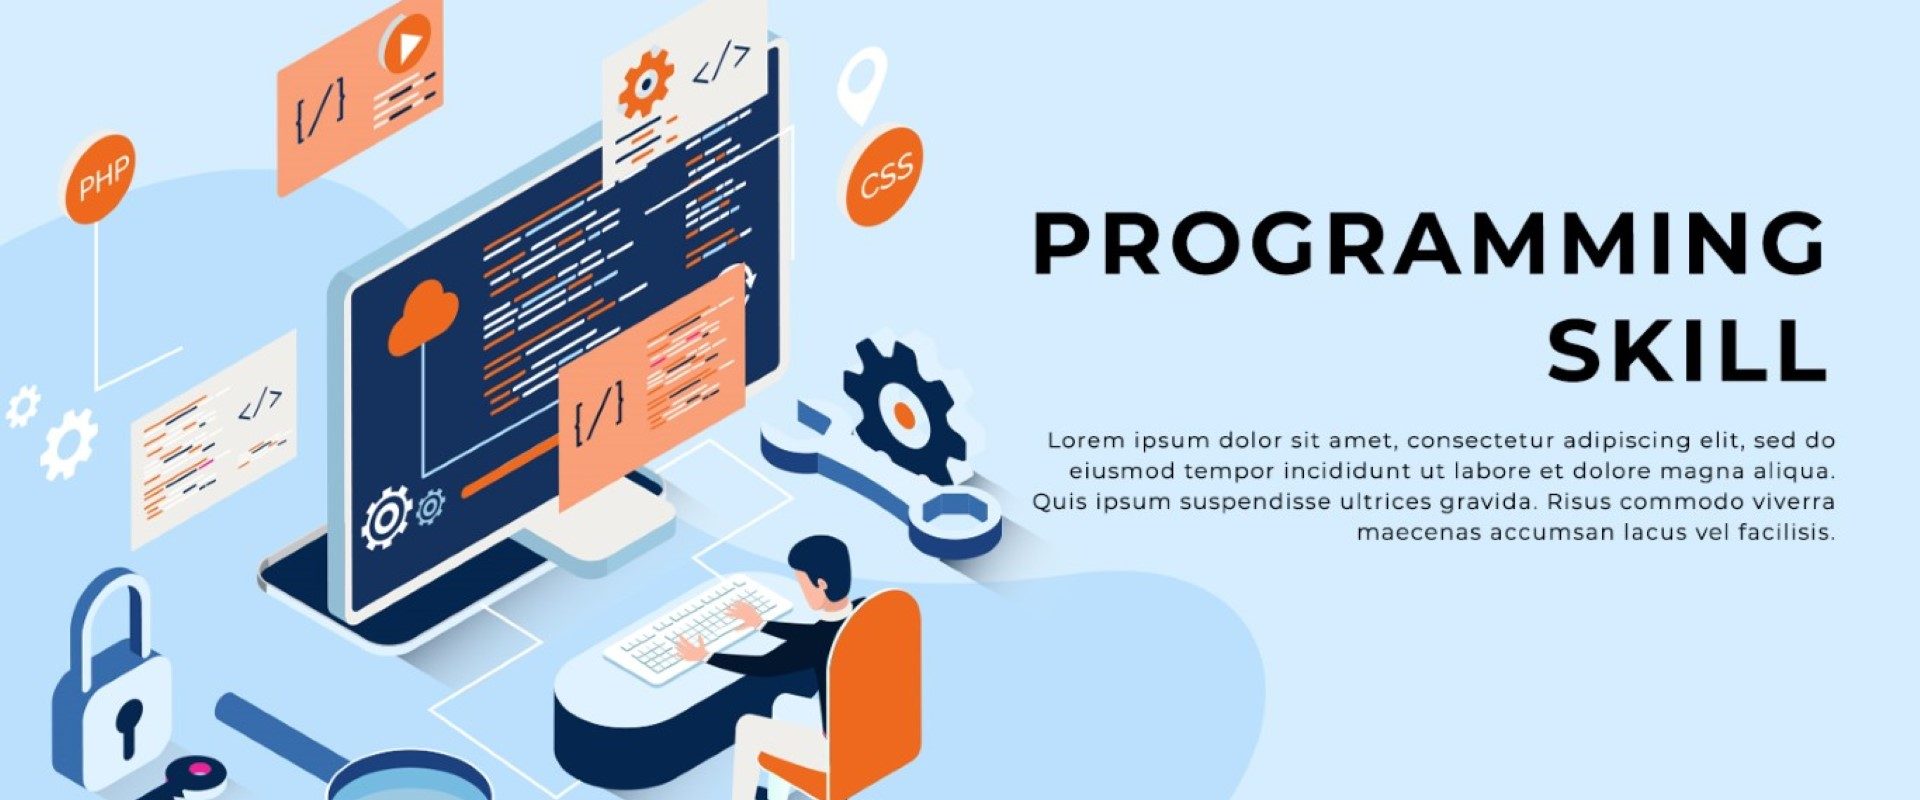 {/}
</>
PHP
CSS
</>
{/}
PROGRAMMING
SKILL
Lorem ipsum dolor sit amet, consectetur adipiscing elit, sed do
eiusmod tempor incididunt ut labore et dolore magna aliqua.
Quis ipsum suspendisse ultrices gravida. Risus commodo viverra
maecenas accumsan lacus vel facilisis.